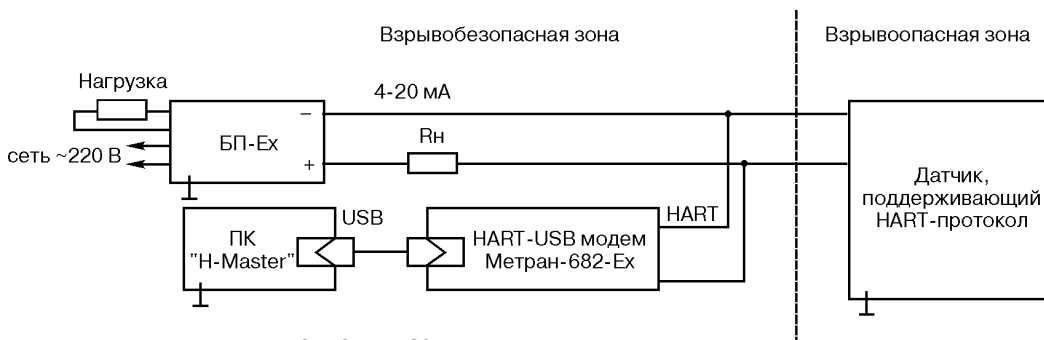 Взрывобезопасная зона
Взрывоопасная зона
Нагрузка
4-20 мА
−
БП-Ех
Rн
сеть ~220 В
+
Датчик,
поддерживающий
HART-протокол
USB
HART
ПК
"H-Master"
HART-USB модем
Метран-682-Ех